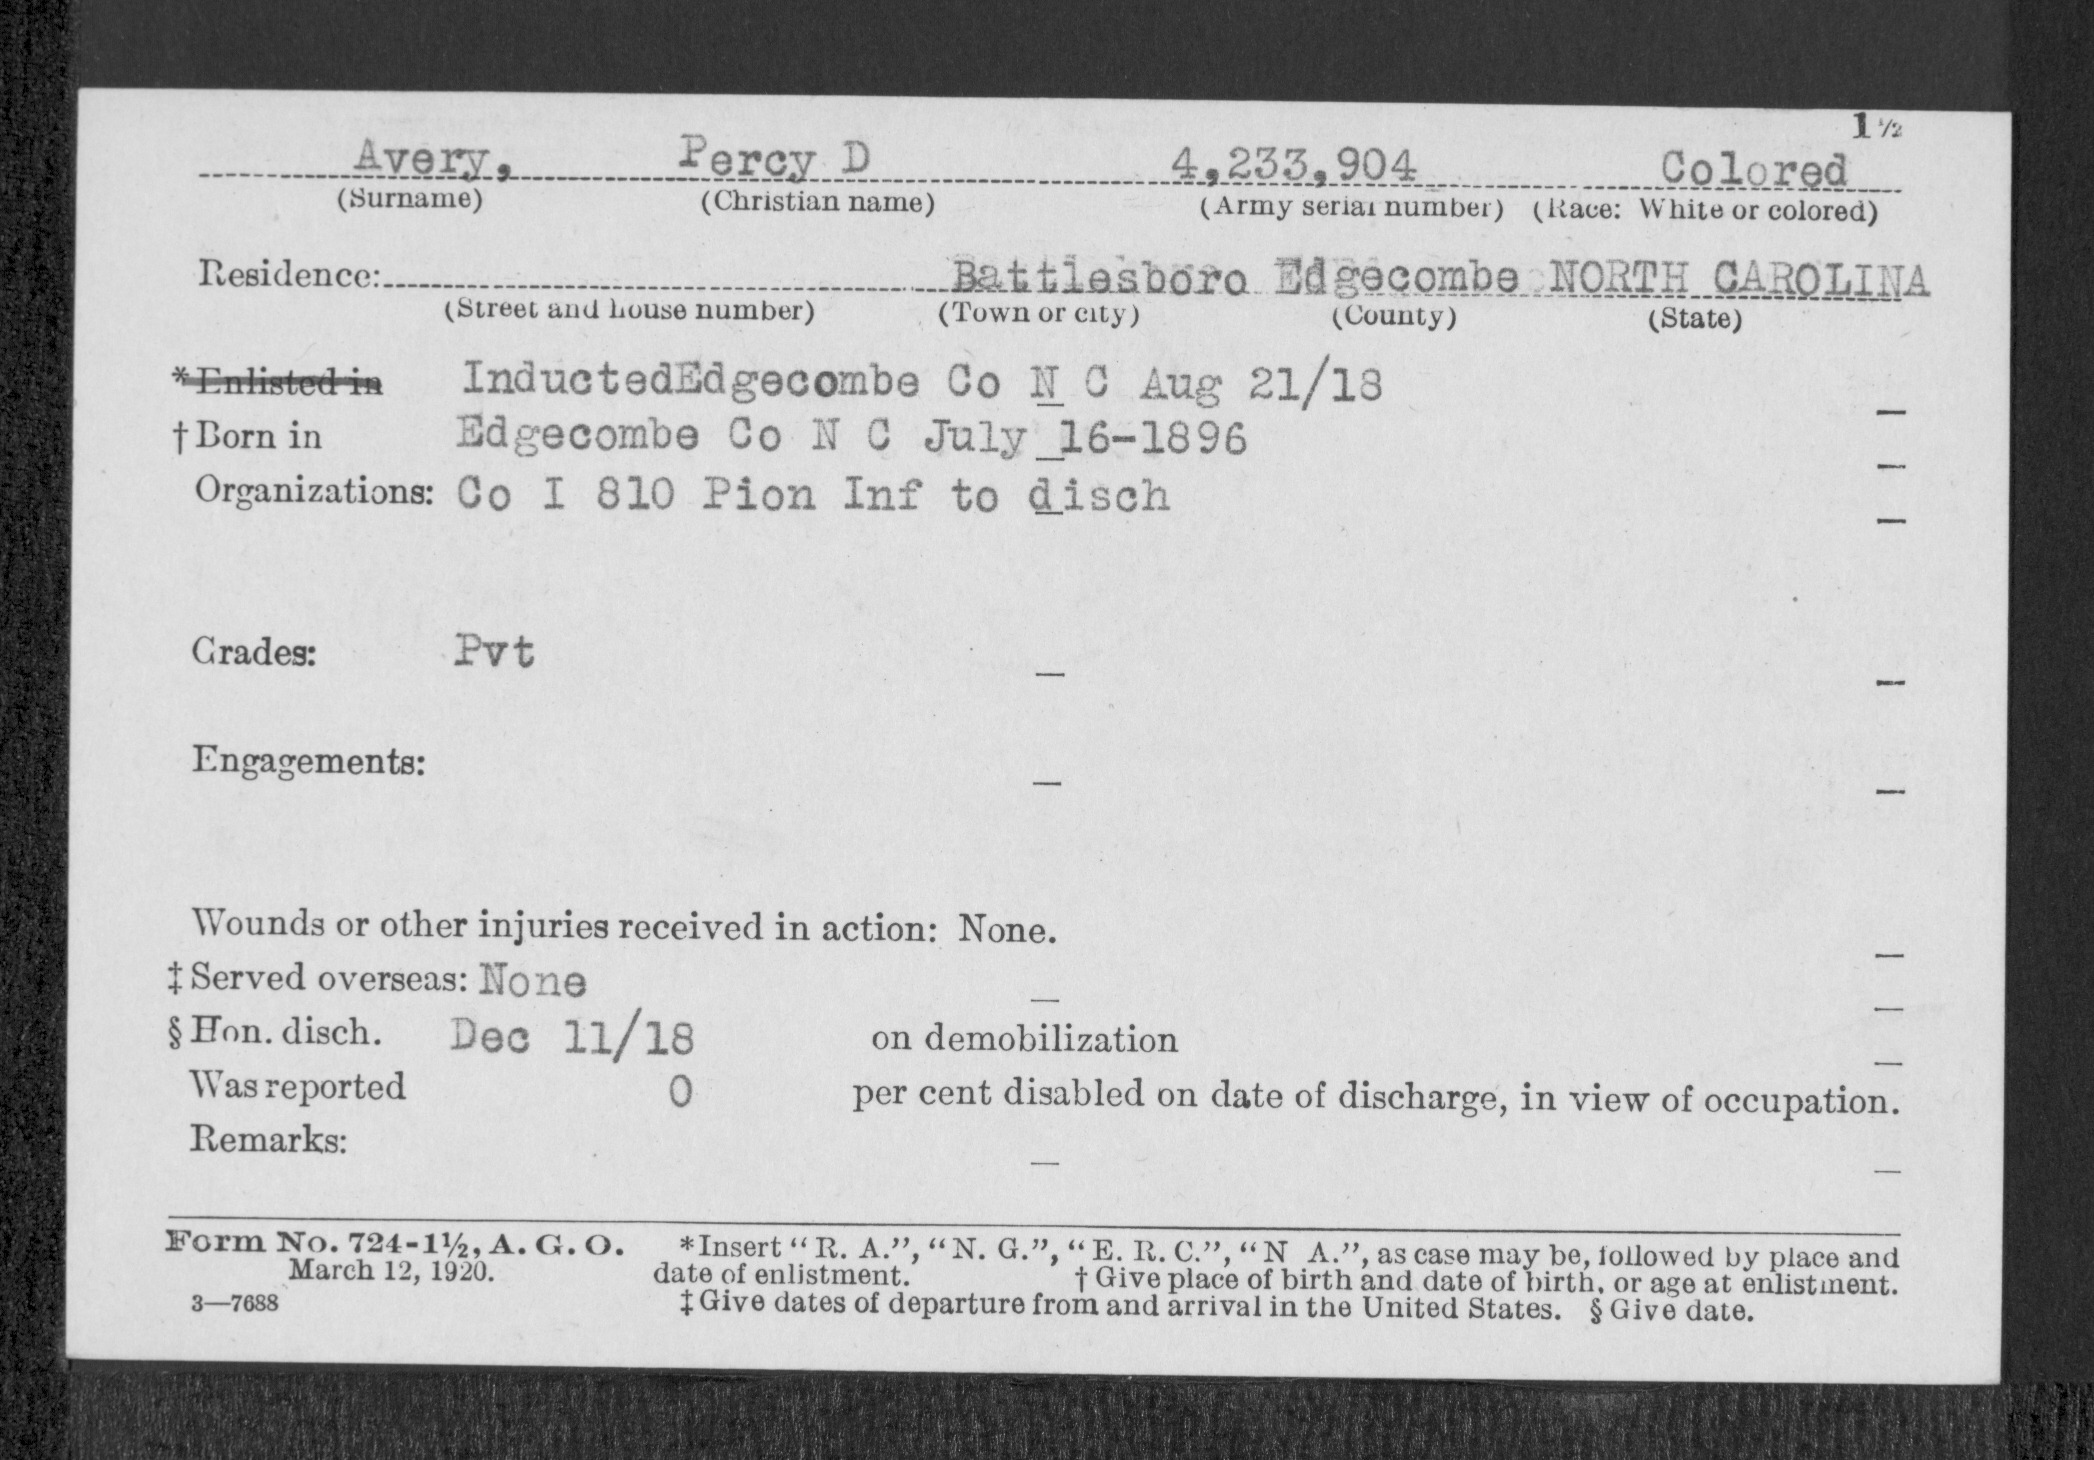 1 ½
Avery, Percy D 4,233,904 Colored
(Surname) (Christian name) (Army serial number) (Race: White or colored)
Residence: Battlesboro Edgecombe NORTH CAROLINA
(Street and house number) (Town or city) (County) (State)
*Enlisted in InductedEdgecombe Co N C Aug 21/18
†Born in Edgecombe Co N C July 16-1896
Organizations: Co I 810 Pion Inf to disch
Grades: Pvt
Engagements:
Wounds or other injuries received in action: None.
‡Served overseas: None
§Hon. disch. Dec 11/18 on demobilization
Was reported 0 per cent disabled on date of discharge, in view of occupation.
Remarks:
Form No. 724-1½, A. G. O. *Insert "R. A.", "N. G.", "E. R. C.", "N A.", as case may be, followed by place and
March 12, 1920. date of enlistment. †Give place of birth and date of birth, or age at enlistment.
3—7688 ‡Give dates of departure from and arrival in the United States. §Give date.